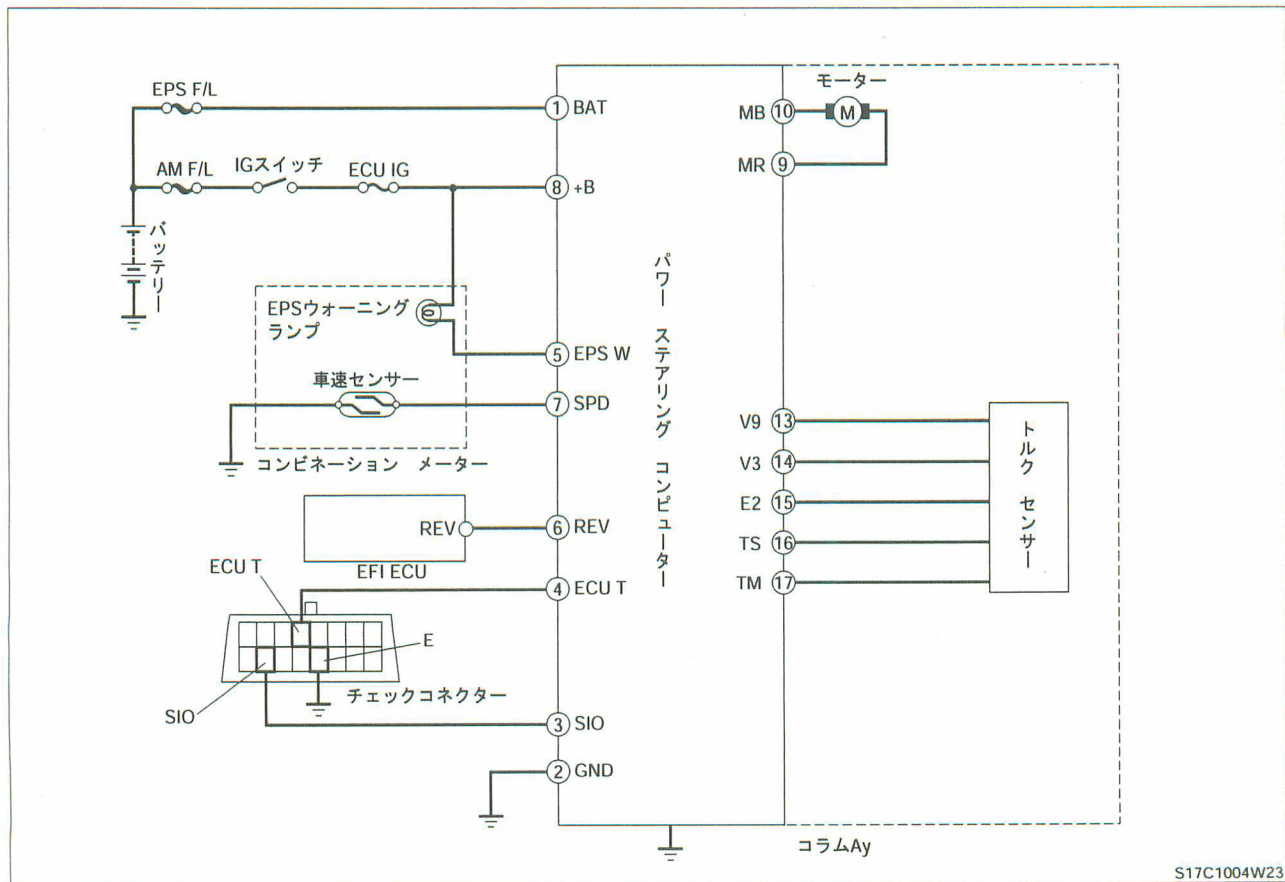 EPS F/L
① BAT
モーター
MB ⑩ M
AM F/L
IGスイッチ
ECU IG
MR ⑨
⑧ +B
バッテリー
パワー ステアリング コンピューター
EPSウォーニング
ランプ
⑤ EPS W
車速センサー
⑦ SPD
コンビネーション メーター
V9 ⑬
V3 ⑭
E2 ⑮
TS ⑯
TM ⑰
トルク センサー
REV
⑥ REV
EFI ECU
ECU T
④ ECU T
E
チェックコネクター
SIO
③ SIO
② GND
コラムAy
S17C1004W23